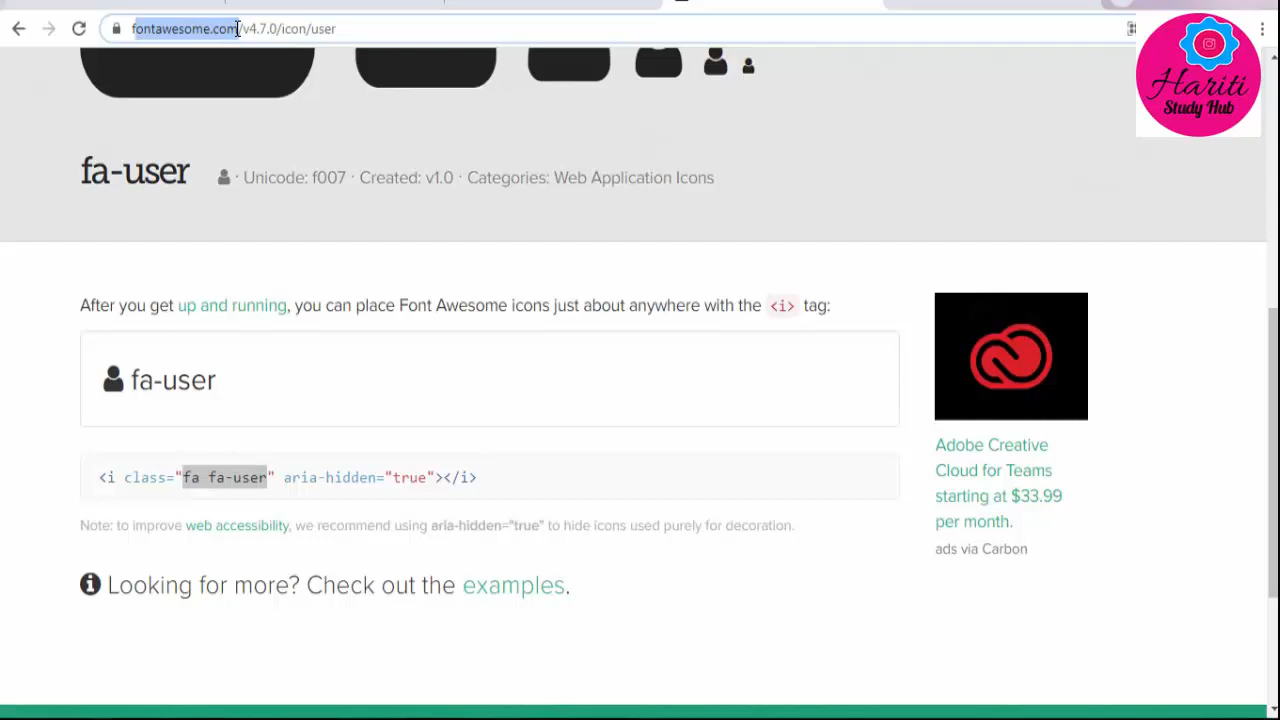 fontawesome.com/v4.7.0/icon/user
Hariti
Study Hub
fa-user · Unicode: f007 · Created: v1.0 · Categories: Web Application Icons
After you get up and running, you can place Font Awesome icons just about anywhere with the <i> tag:
fa-user
<i class="fa fa-user" aria-hidden="true"></i>
Note: to improve web accessibility, we recommend using aria-hidden="true" to hide icons used purely for decoration.
Looking for more? Check out the examples.
Adobe Creative
Cloud for Teams
starting at $33.99
per month.
ads via Carbon